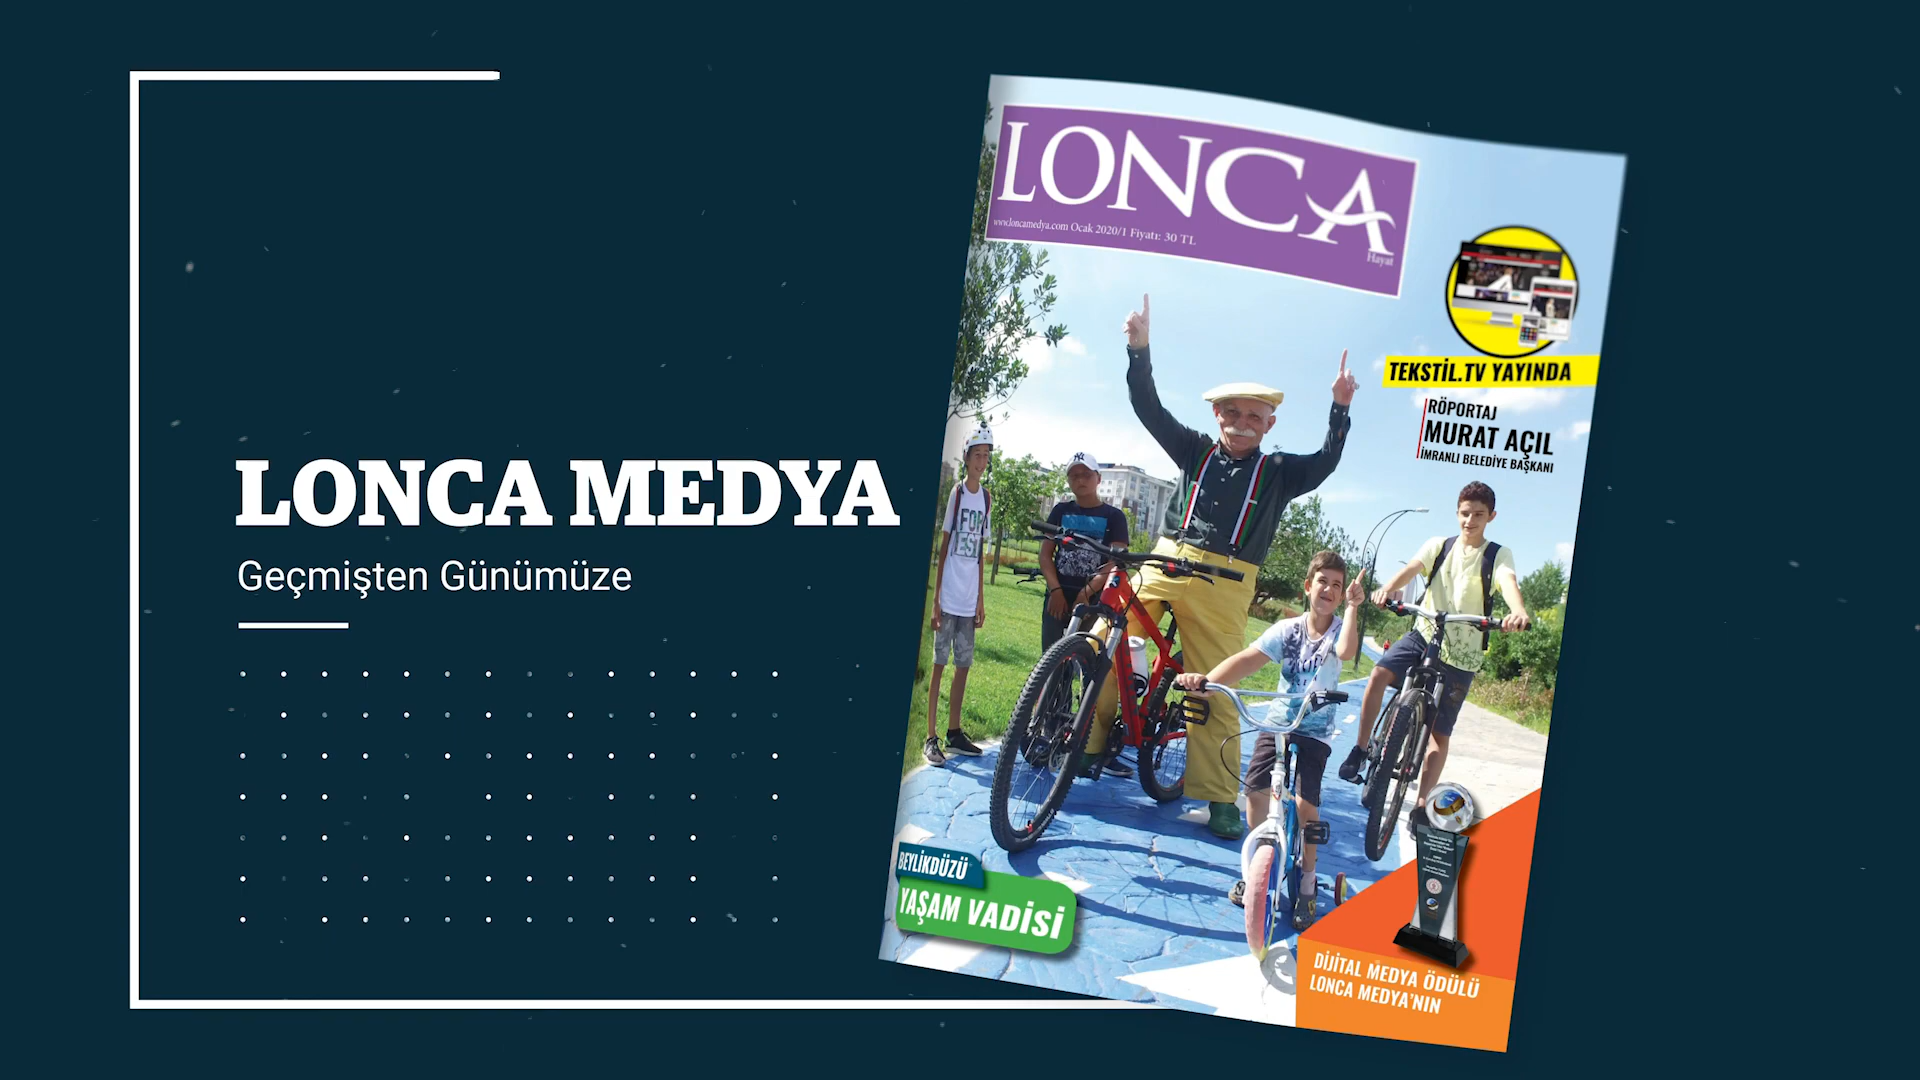 LONCA MEDYA
Geçmişten Günümüze
LONCA
www.loncamedya.com Ocak 2020/1 Fiyatı: 30 TL
Hayat
TEKSTİL.TV YAYINDA
RÖPORTAJ
MURAT AÇIL
İMRANLI BELEDİYE BAŞKANI
FOR
EST
BEYLİKDÜZÜ
YAŞAM VADİSİ
DİJİTAL MEDYA ÖDÜLÜ
LONCA MEDYA'NIN